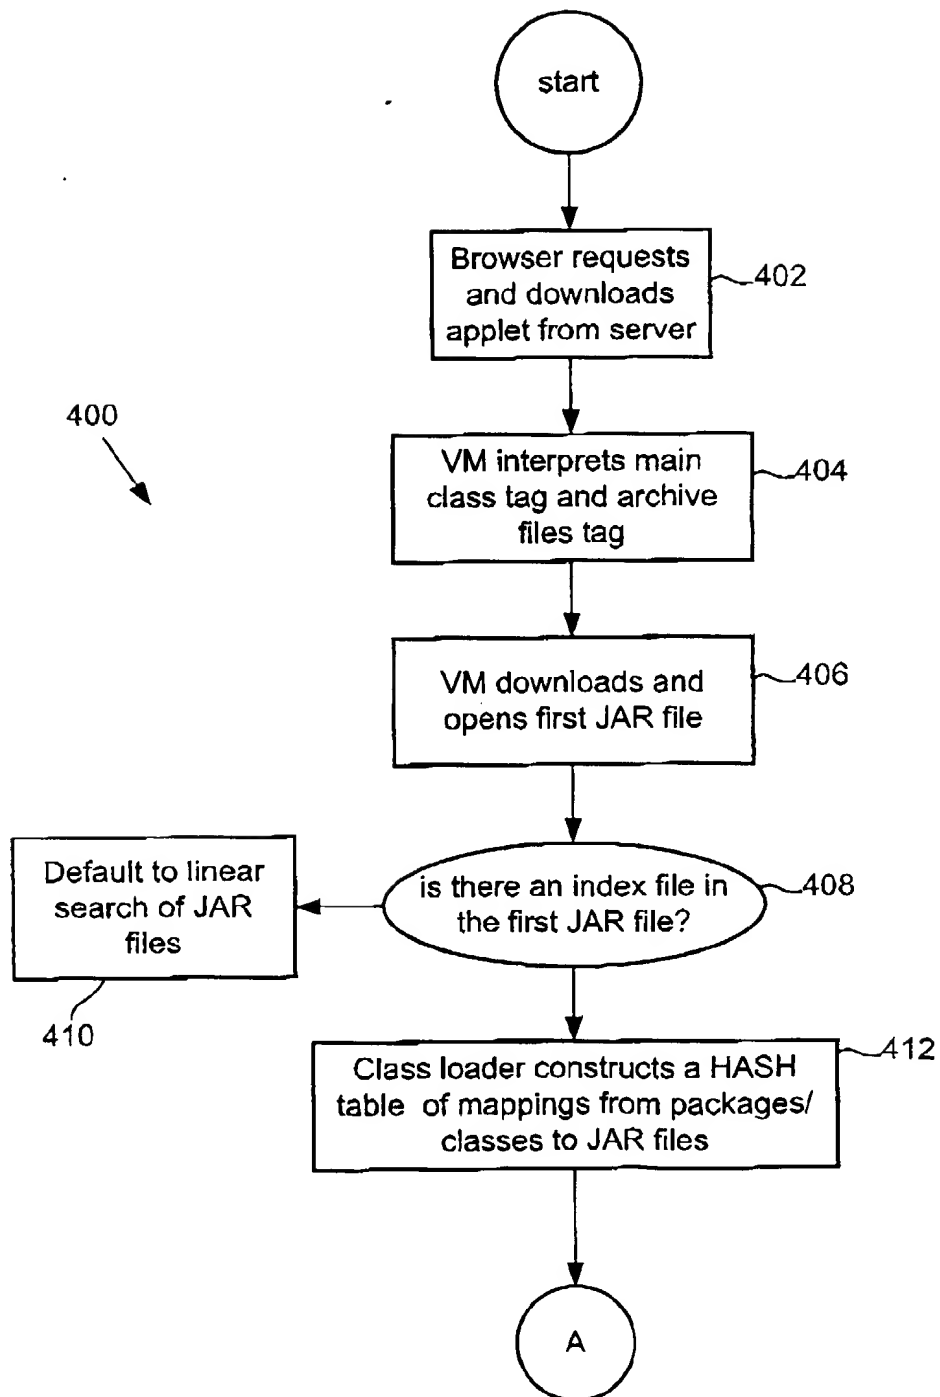 start
Browser requests
and downloads
applet from server
402
400
VM interprets main
class tag and archive
files tag
404
VM downloads and
opens first JAR file
406
Default to linear
search of JAR
files
410
is there an index file in
the first JAR file?
408
Class loader constructs a HASH
table of mappings from packages/
classes to JAR files
412
A